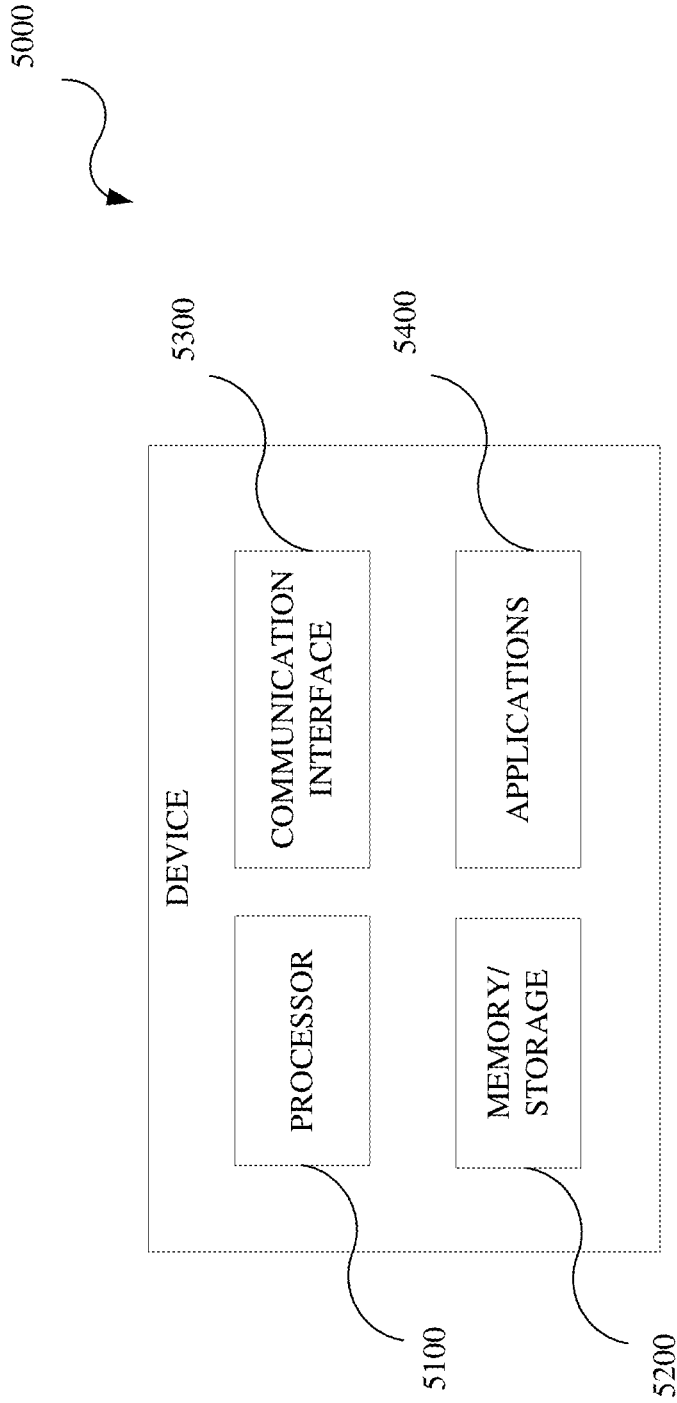 5000
DEVICE
5300
PROCESSOR
COMMUNICATION
INTERFACE
5100
5400
MEMORY/
STORAGE
APPLICATIONS
5200